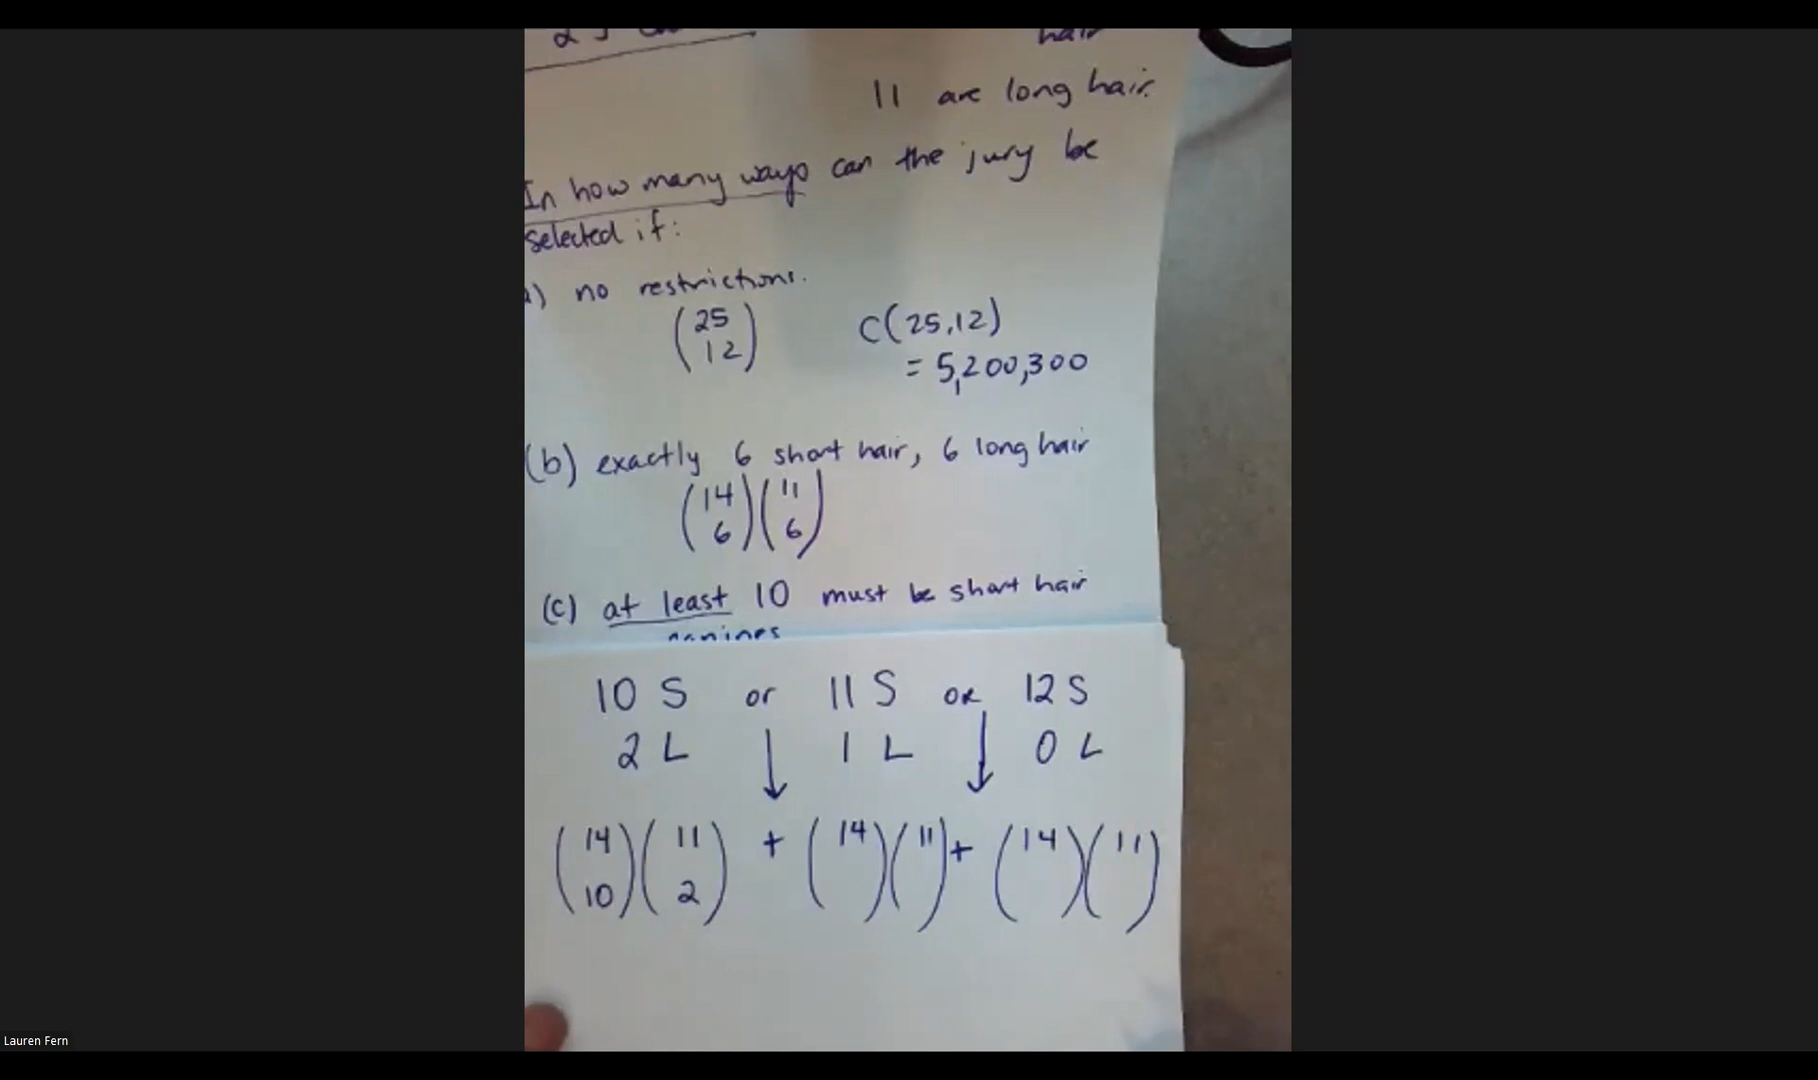 hair
11 are long hair.
In how many ways can the jury be
selected if:
a) no restrictions.
(25 12) C(25,12)
= 5,200,300
(b) exactly 6 short hair, 6 long hair
(14 6)(11 6)
(c) at least 10 must be short hair
10 S or 11 S or 12 S
2 L 1 L 0 L
(14 10)(11 2) + (14 )(11 ) + (14 )(11 )
Lauren Fern